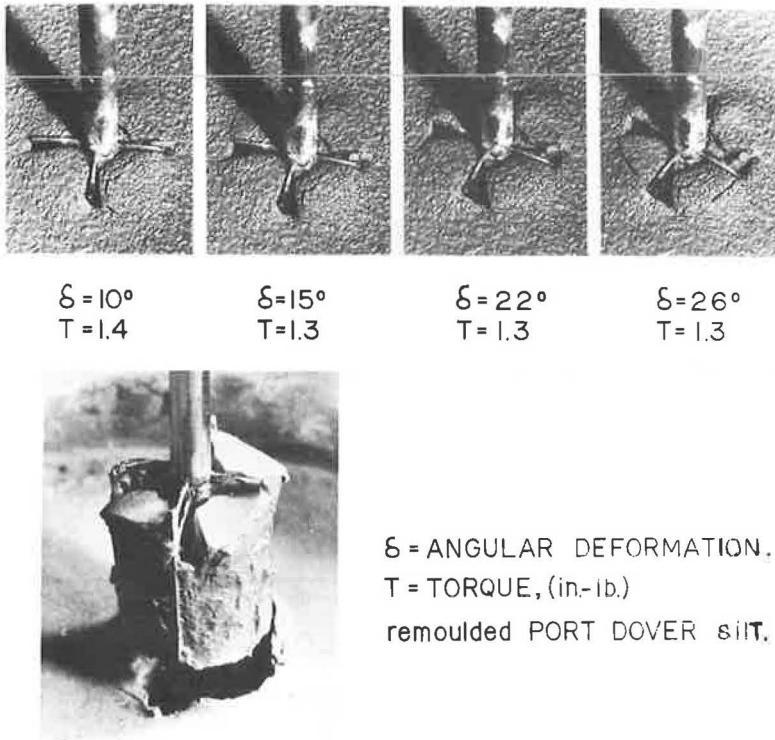 δ=10° δ=15° δ=22° δ=26°
T=1.4 T=1.3 T=1.3 T=1.3
δ = ANGULAR DEFORMATION.
T = TORQUE, (in.-lb.)
remoulded PORT DOVER silT.